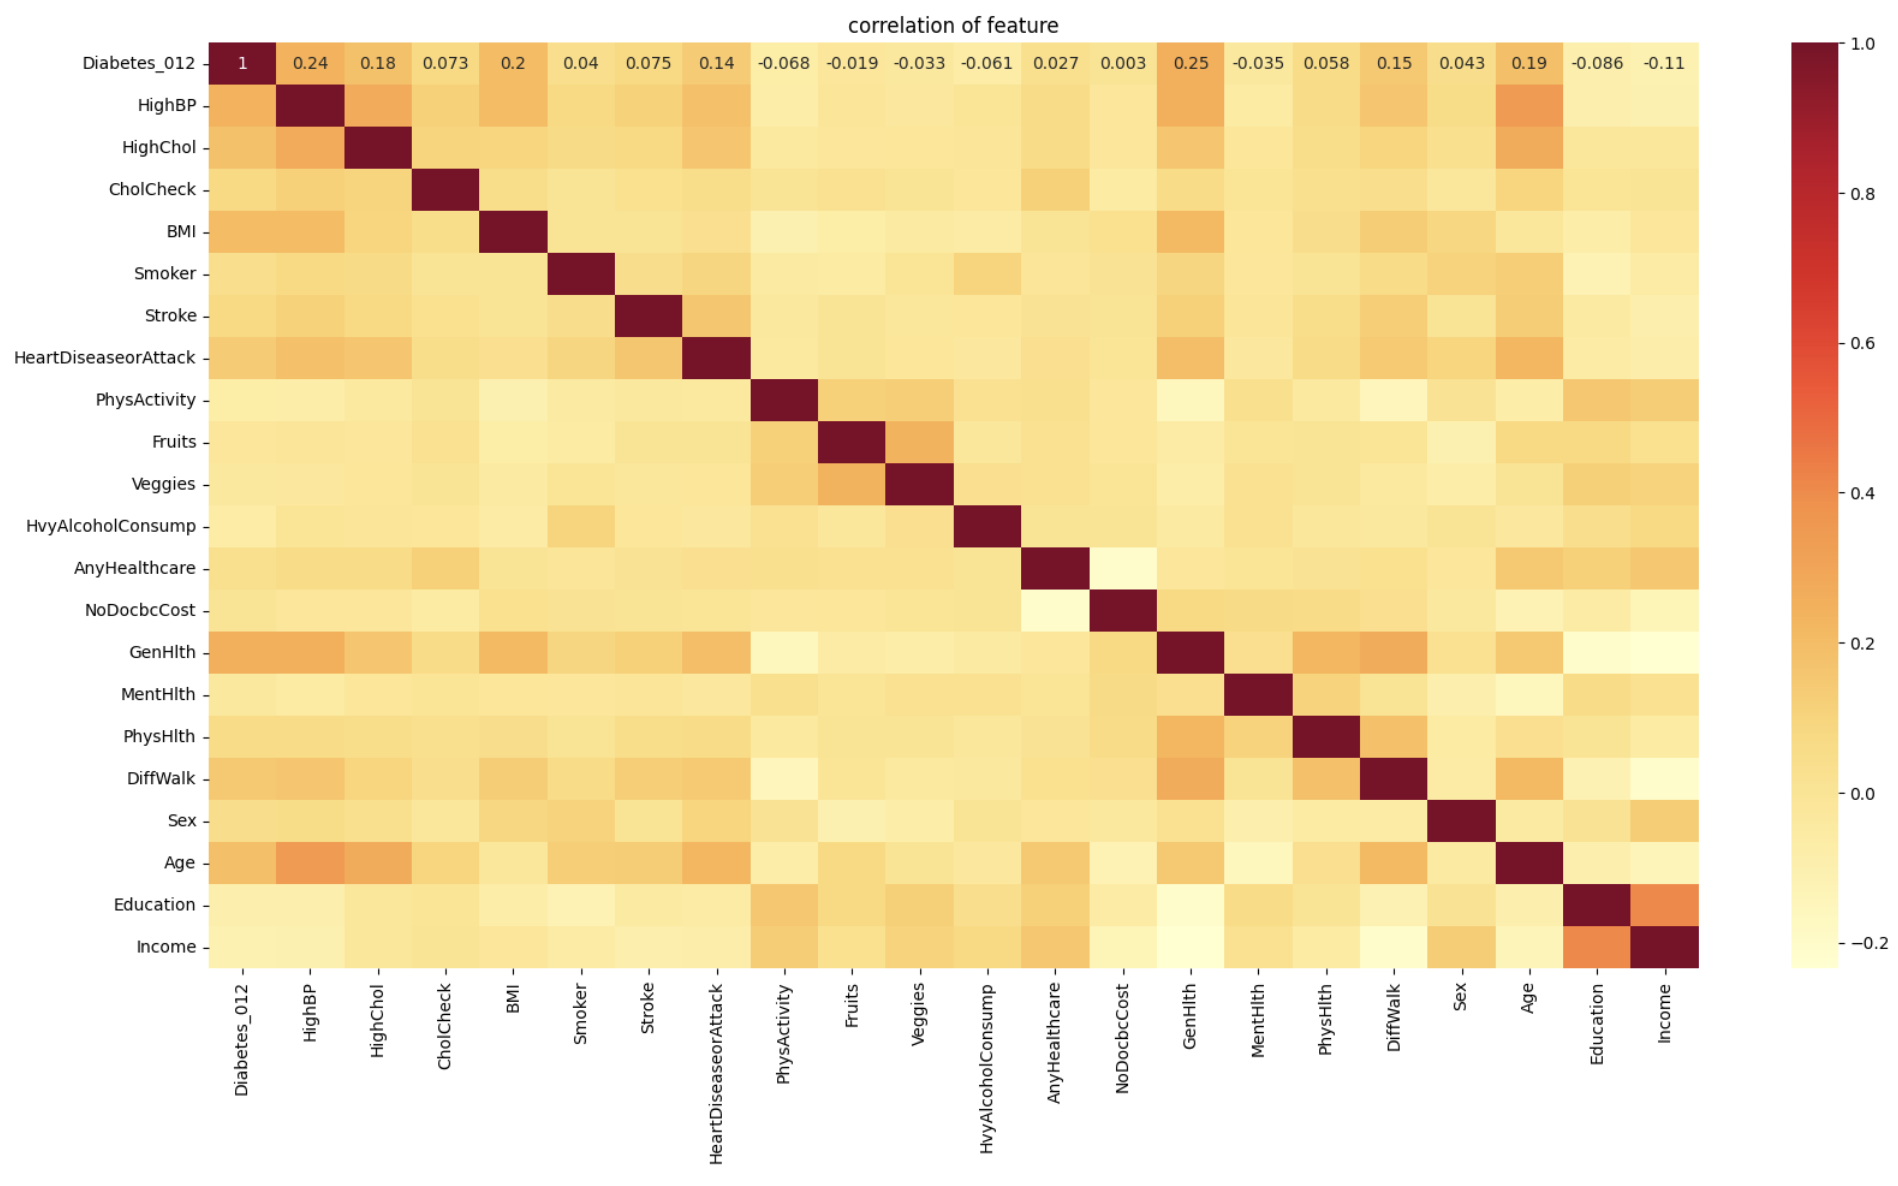 correlation of feature
Diabetes_012 1 0.24 0.18 0.073 0.2 0.04 0.075 0.14 -0.068 -0.019 -0.033 -0.061 0.027 0.003 0.25 -0.035 0.058 0.15 0.043 0.19 -0.086 -0.11
HighBP
HighChol
CholCheck
BMI
Smoker
Stroke
HeartDiseaseorAttack
PhysActivity
Fruits
Veggies
HvyAlcoholConsump
AnyHealthcare
NoDocbcCost
GenHlth
MentHlth
PhysHlth
DiffWalk
Sex
Age
Education
Income
Diabetes_012
HighBP
HighChol
CholCheck
BMI
Smoker
Stroke
HeartDiseaseorAttack
PhysActivity
Fruits
Veggies
HvyAlcoholConsump
AnyHealthcare
NoDocbcCost
GenHlth
MentHlth
PhysHlth
DiffWalk
Sex
Age
Education
Income
1.0
0.8
0.6
0.4
0.2
0.0
−0.2